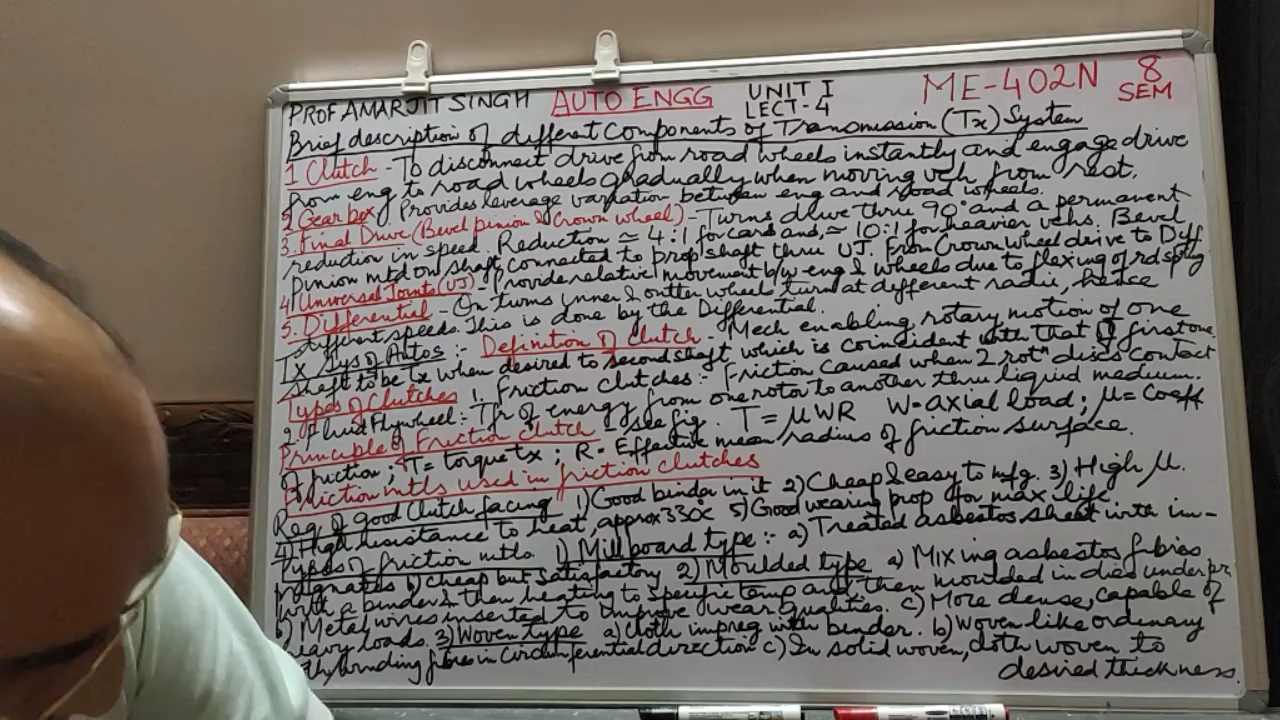 PROF AMARJIT SINGH AUTO ENGG UNIT I LECT-4 ME-402N 8 SEM
Brief description of different Components of Transmission (Tx) System
1 Clutch - To disconnect drive from road wheels instantly and engage drive
from eng to road wheels gradually when moving veh from rest.
2 Gear box Provides leverage variation between eng and road wheels.
3. Final Drive (Bevel pinion & Crown wheel) - Turns drive thru 90° and a permanent
reduction in speed. Reduction ≃ 4:1 for cars and, ≃ 10:1 for heavier vehs. Bevel
pinion mtd on shaft, connected to prop shaft thru UJ. From Crown wheel drive to Diff
4 Universal Joints (UJ) - Provide relative movement b/w eng & wheels due to flexing of rd spring
5. Differential - On turns inner & outter wheels turn at different radii, hence
different speeds. This is done by the Differential.
Tx Sys of Autos :- Definition of Clutch - Mech enabling rotary motion of one
shaft to be tx when desired to second shaft which is coincident with that of first one.
Types of Clutches 1. Friction Clutches :- Friction caused when 2 rotn discs contact
2 Fluid Flywheel :- Tfr of energy from one rotor to another thru liquid medium.
Principle of Friction Clutch - see fig. T = μWR W = axial load ; μ = Coeff
of friction ; T = torque tx ; R - Effective mean radius of friction surface.
Friction mtls used in friction clutches
Req of good Clutch facing 1) Good binder in it 2) Cheap & easy to mfg. 3) High μ.
4) High resistance to heat, approx 330°c 5) Good wearing prop for max life
Types of friction mtls 1) Millboard type :- a) Treated asbestos sheet with im-
pregnates b) cheap but satisfactory 2) Moulded type a) Mixing asbestos fibres
with a binder & then heating to specific temp and then moulded in dies under pr
b) Metal wires inserted to improve wear qualities. c) More dense, capable of
heavy loads. 3) Woven type a) Cloth impreg with binder. b) Woven like ordinary
bonding fibres in circumferential direction c) In solid woven, cloth woven to
desired thickness.